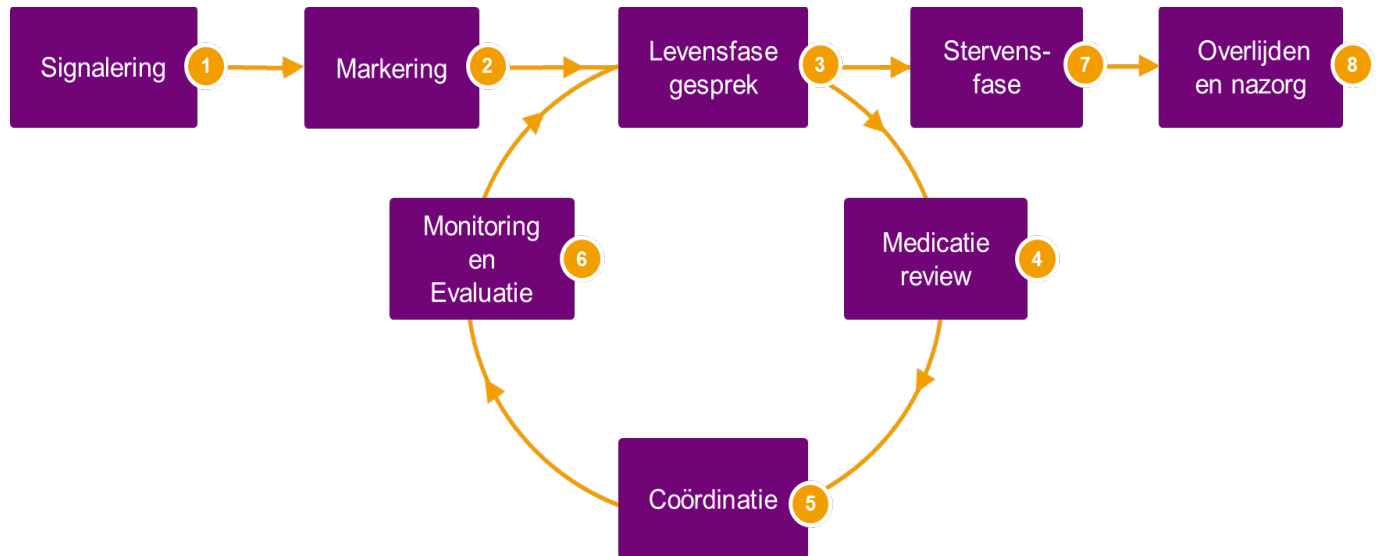 Signalering
1
Markering
2
Levensfase
gesprek
3
Stervens-
fase
7
Overlijden
en nazorg
8
Monitoring
en
Evaluatie
6
Medicatie
review
4
Coördinatie
5